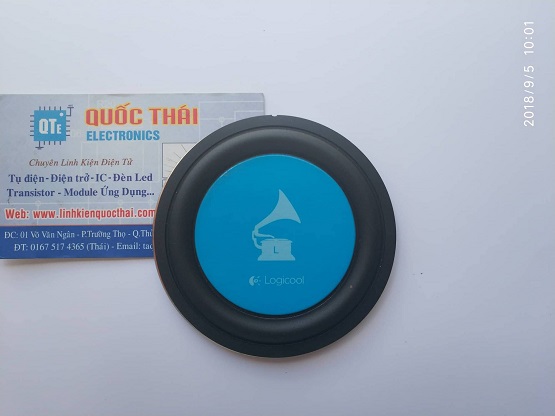 QTE
QUỐC THÁI
ELECTRONICS
Chuyên Linh Kiện Điện Tử
Tụ điện-Điện trở-IC-Đèn Led
Transistor - Module Ứng Dụng...
Web: www.linhkienquocthai.com
ĐC: 01 Võ Văn Ngân - P.Trường Thọ - Q.Thủ
ĐT: 0167 517 4365 (Thái) - Email:
L
Logicool
2018/9/5 10:01